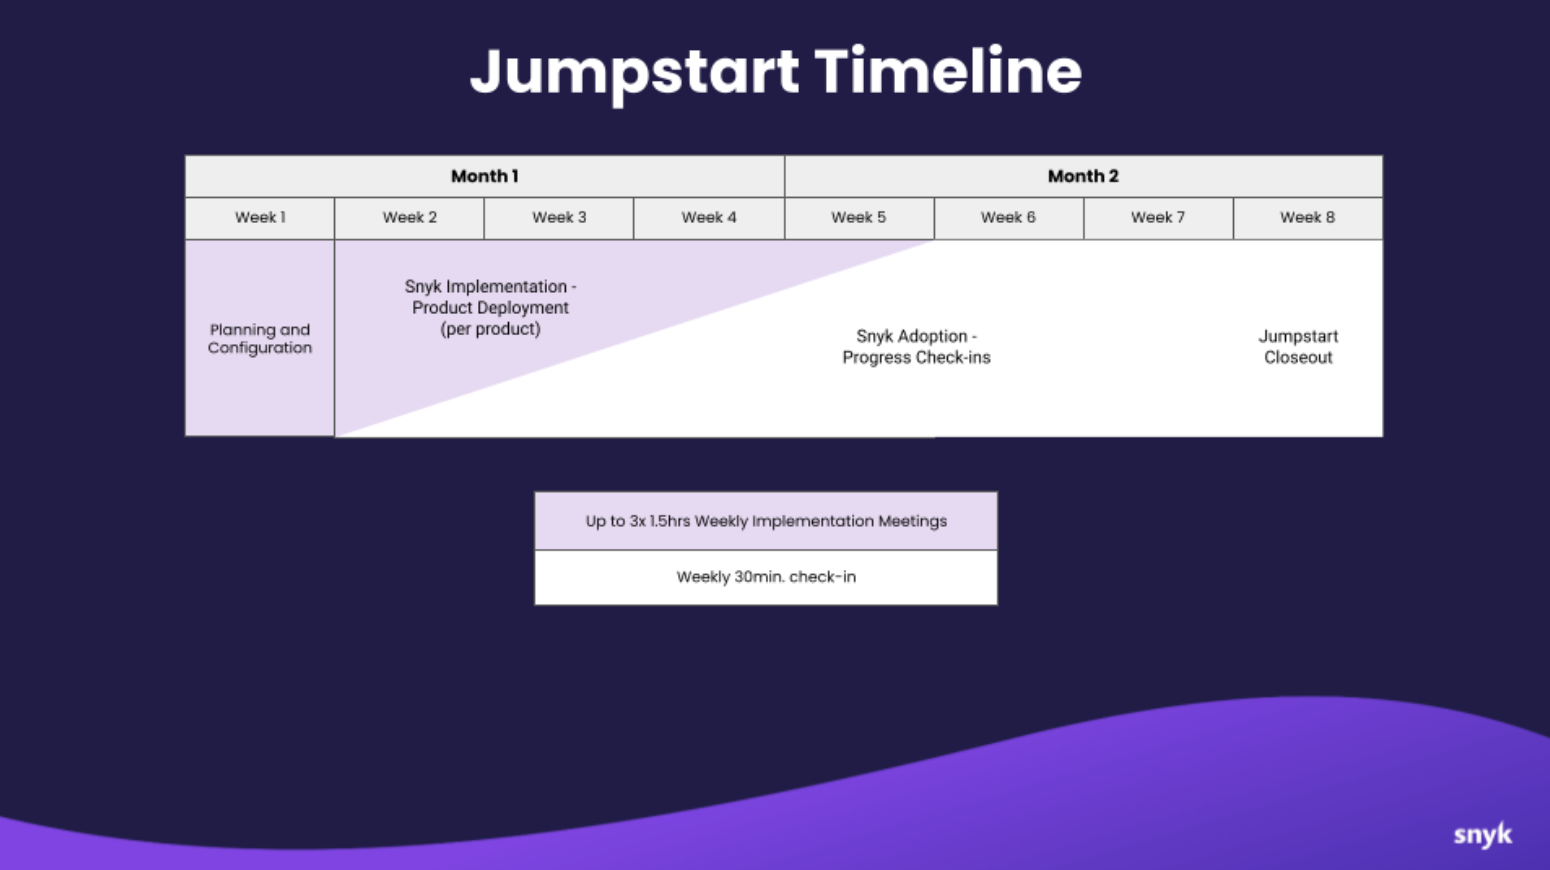 Jumpstart Timeline
Month 1
Month 2
Week 1
Week 2
Week 3
Week 4
Week 5
Week 6
Week 7
Week 8
Planning and
Configuration
Snyk Implementation -
Product Deployment
(per product)
Snyk Adoption -
Progress Check-ins
Jumpstart
Closeout
Up to 3x 1.5hrs Weekly Implementation Meetings
Weekly 30min. check-in
snyk